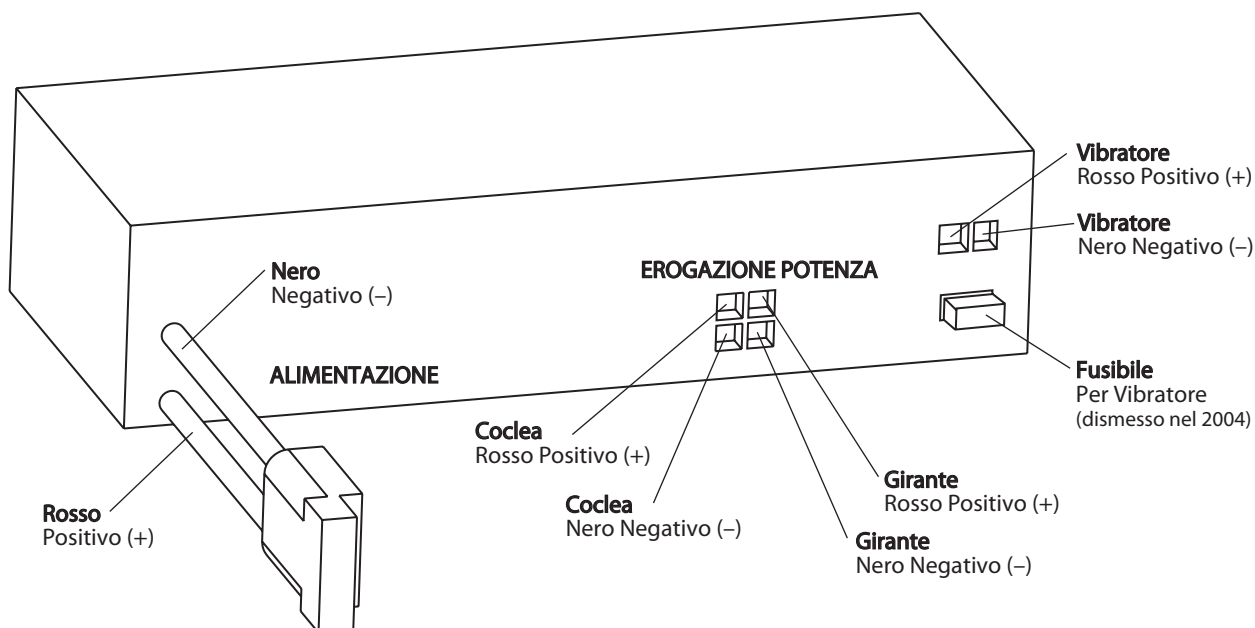 Vibratore
Rosso Positivo (+)
Vibratore
Nero Negativo (–)
EROGAZIONE POTENZA
Nero
Negativo (–)
ALIMENTAZIONE
Fusibile
Per Vibratore
(dismesso nel 2004)
Coclea
Rosso Positivo (+)
Girante
Rosso Positivo (+)
Coclea
Nero Negativo (–)
Rosso
Positivo (+)
Girante
Nero Negativo (–)